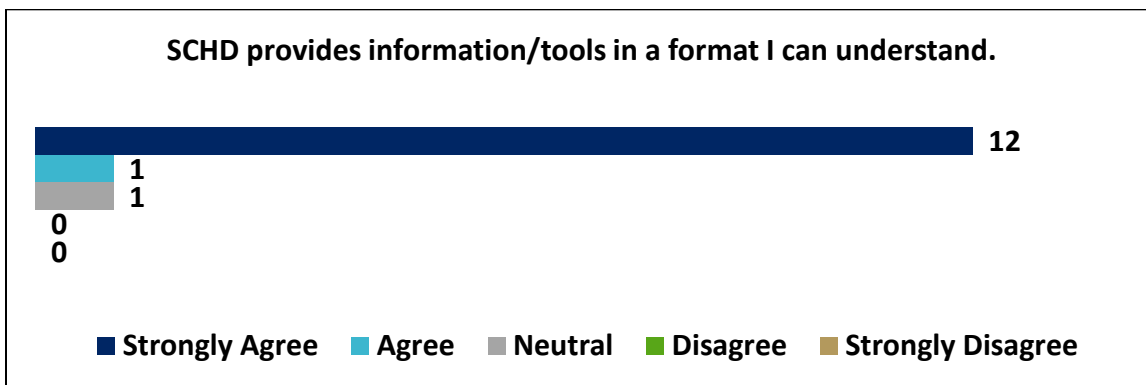 SCHD provides information/tools in a format I can understand.
12
1
1
0
0
Strongly Agree Agree Neutral Disagree Strongly Disagree